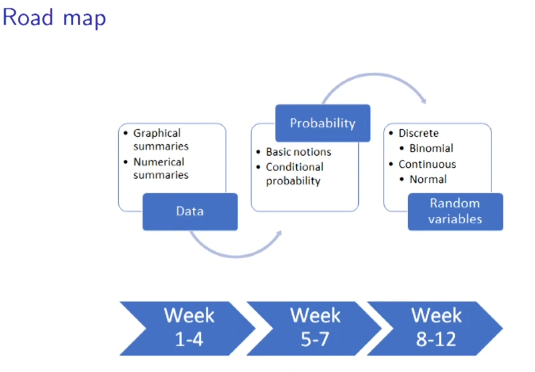 Road map
• Graphical
summaries
• Numerical
summaries
Data
Probability
• Basic notions
• Conditional
probability
• Discrete
• Binomial
• Continuous
• Normal
Random
variables
Week
1-4
Week
5-7
Week
8-12